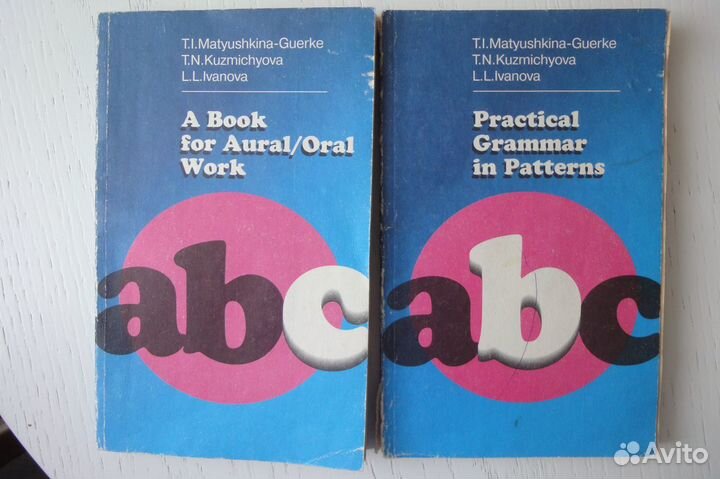 T.I.Matyushkina-Guerke
T.N.Kuzmichyova
L.L.Ivanova
A Book
for Aural/Oral
Work
abc
T.I.Matyushkina-Guerke
T.N.Kuzmichyova
L.L.Ivanova
Practical
Grammar
in Patterns
abc
Avito